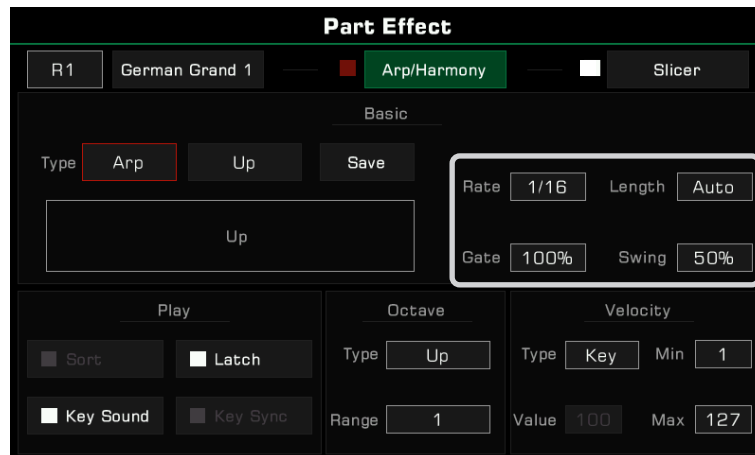 Part Effect
R1 German Grand 1 Arp/Harmony Slicer
Basic
Type Arp Up Save
Rate 1/16 Length Auto
Up
Gate 100% Swing 50%
Play
Sort Latch
Key Sound Key Sync
Octave
Type Up
Range 1
Velocity
Type Key Min 1
Value 100 Max 127